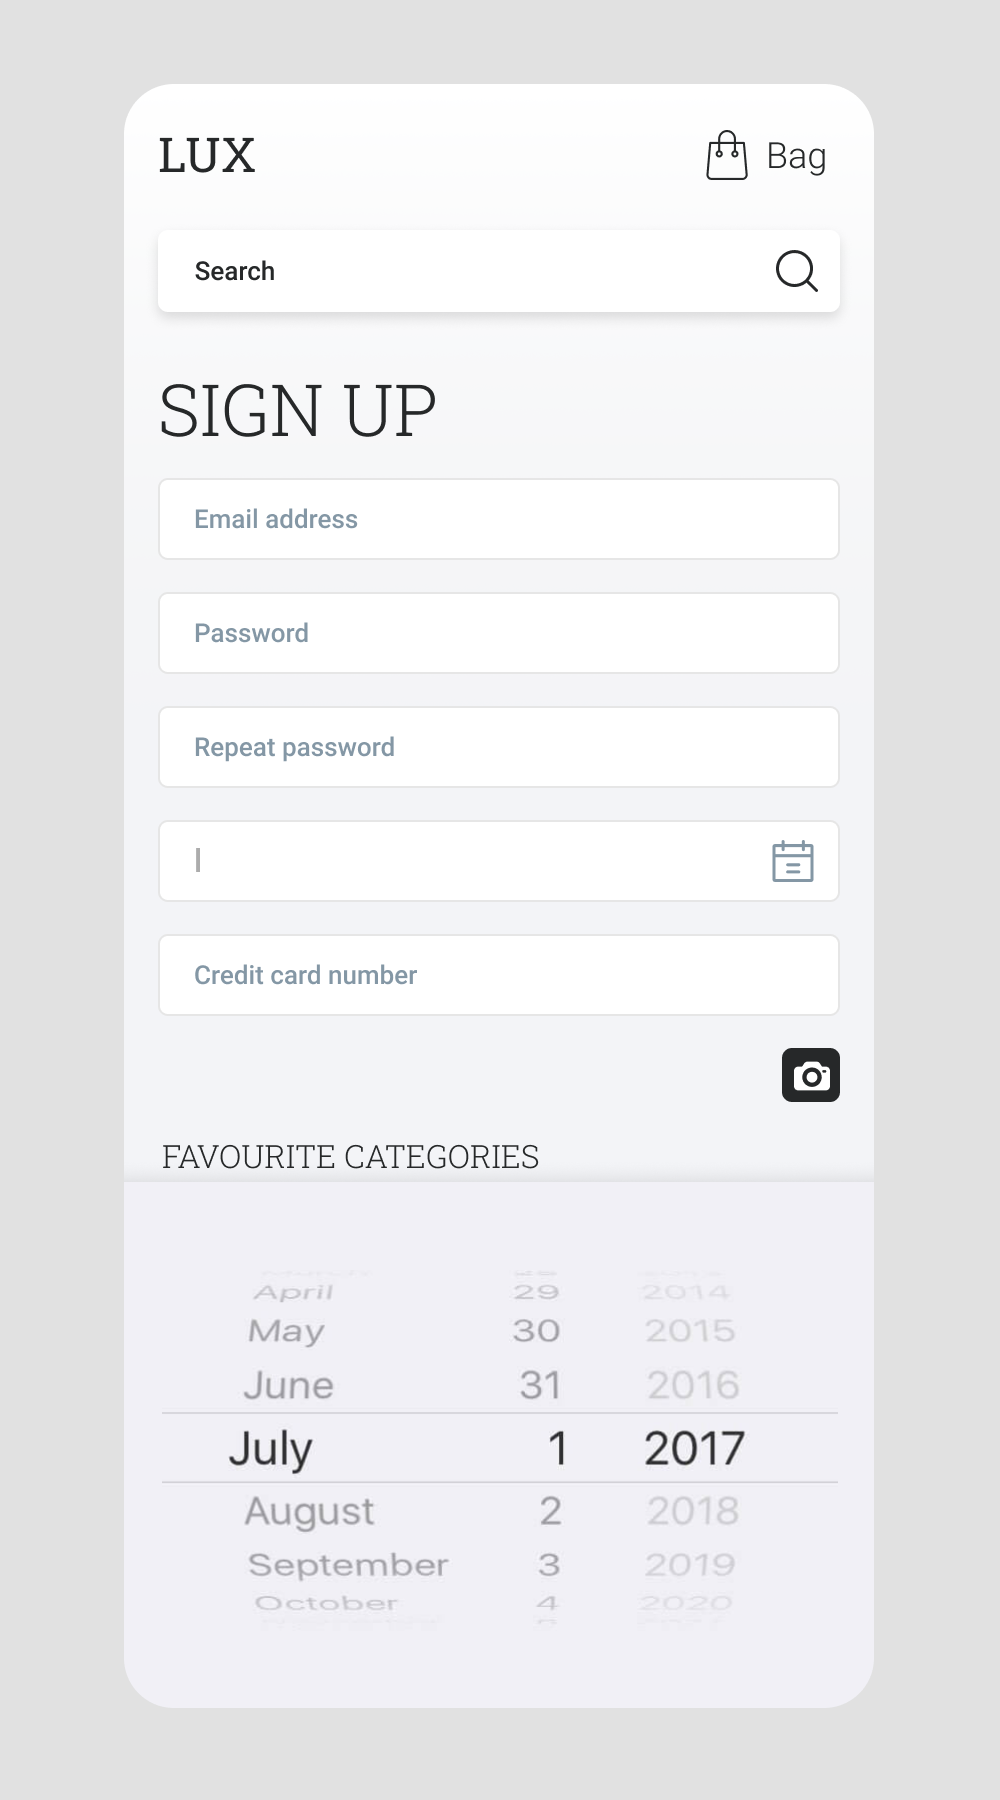 LUX
Bag
Search
SIGN UP
Email address
Password
Repeat password
Credit card number
FAVOURITE CATEGORIES
April 29 2014
May 30 2015
June 31 2016
July 1 2017
August 2 2018
September 3 2019
October 4 2020